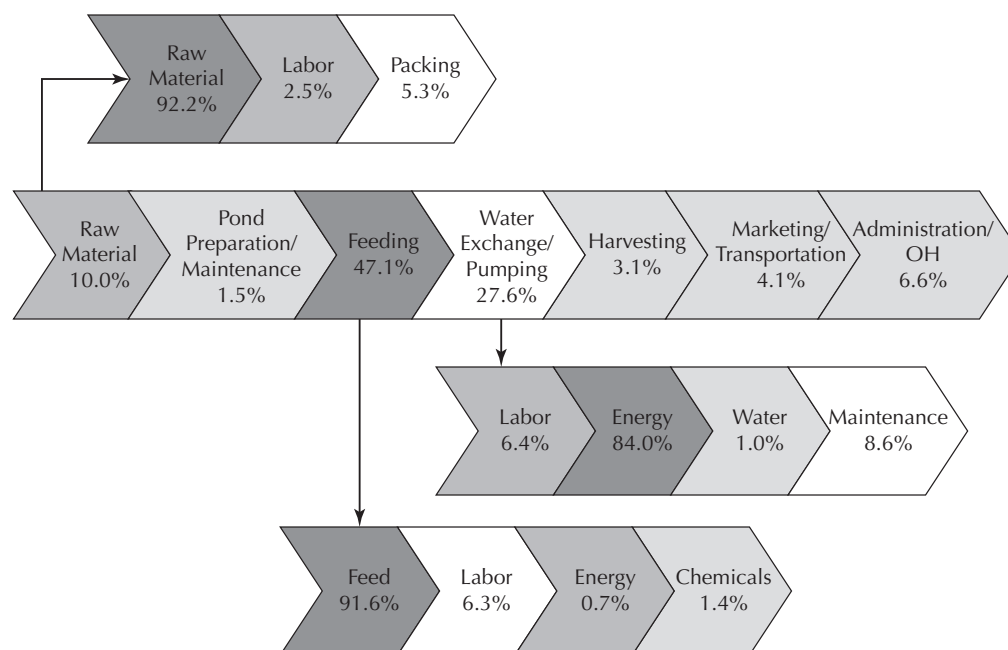 Raw
Material
92.2%
Labor
2.5%
Packing
5.3%
Raw
Material
10.0%
Pond
Preparation/
Maintenance
1.5%
Feeding
47.1%
Water
Exchange/
Pumping
27.6%
Harvesting
3.1%
Marketing/
Transportation
4.1%
Administration/
OH
6.6%
Labor
6.4%
Energy
84.0%
Water
1.0%
Maintenance
8.6%
Feed
91.6%
Labor
6.3%
Energy
0.7%
Chemicals
1.4%